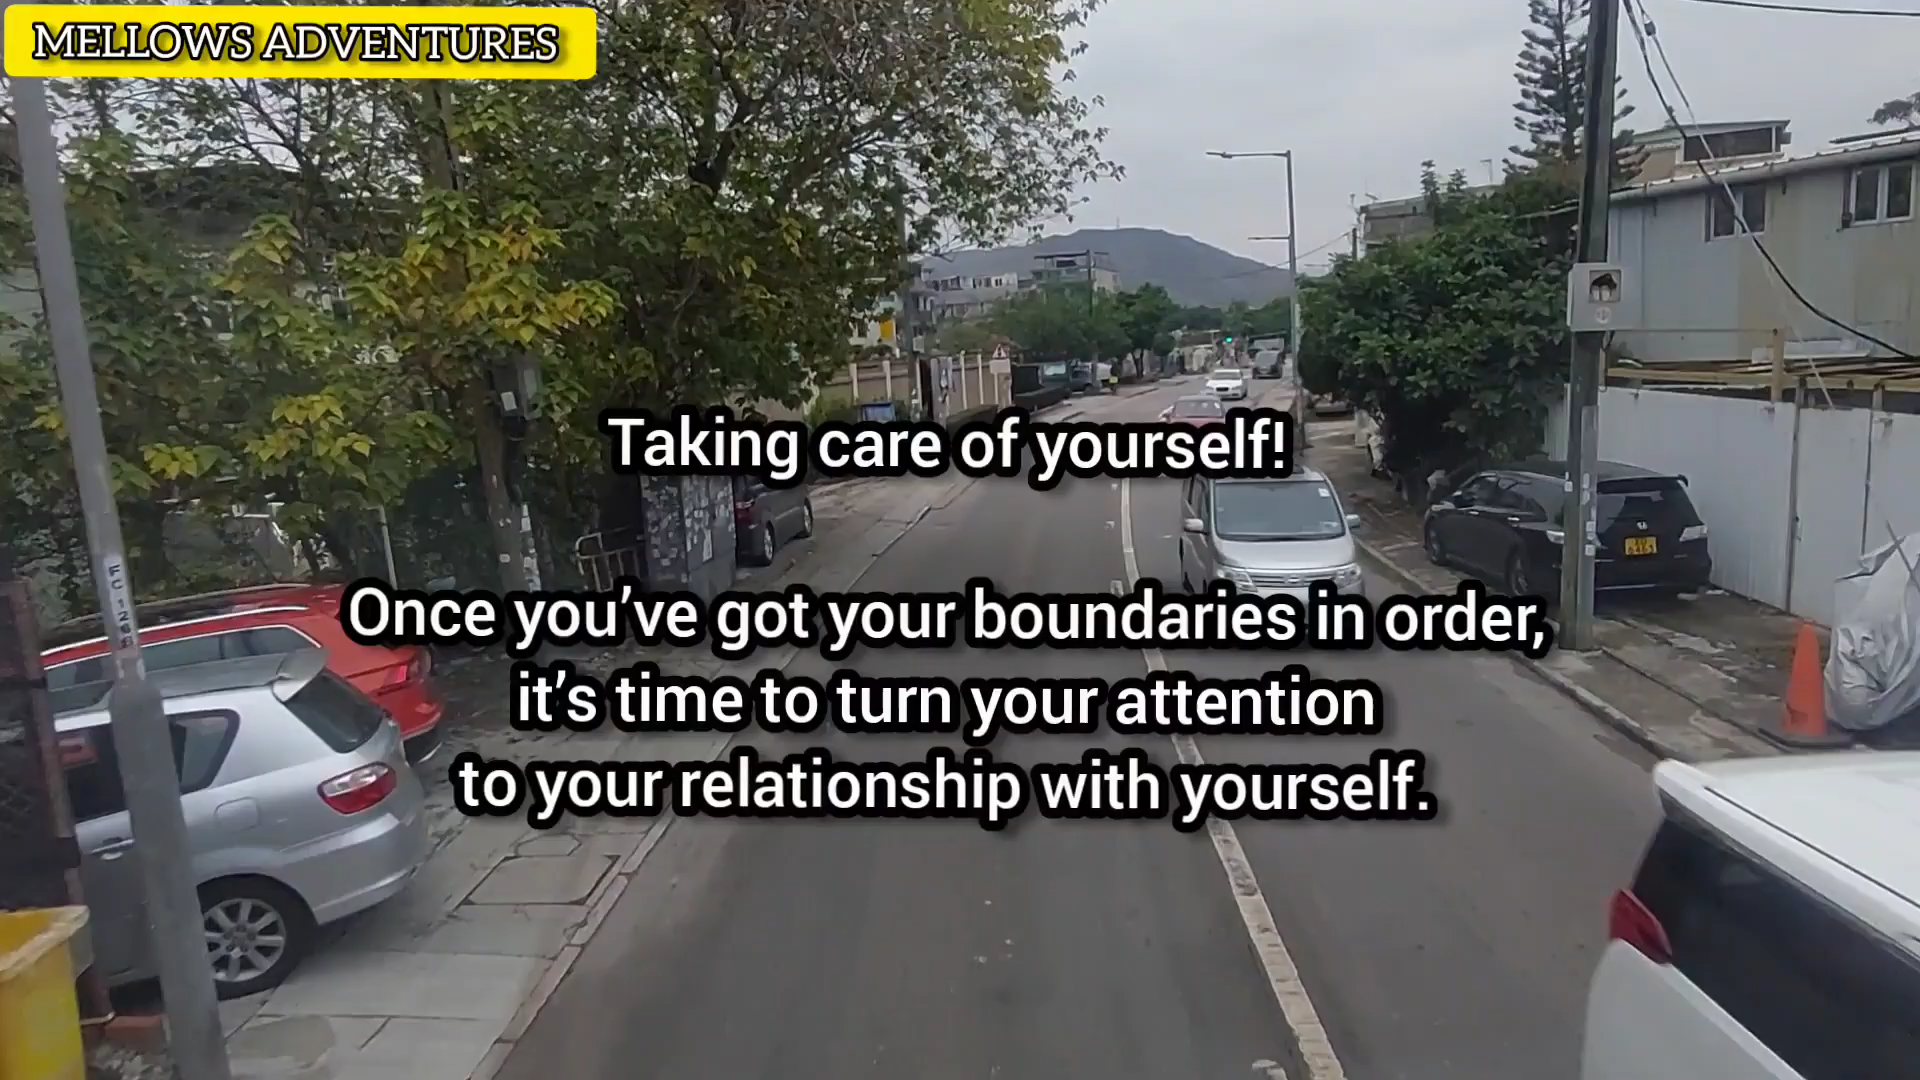 MELLOWS ADVENTURES
Taking care of yourself!
Once you’ve got your boundaries in order,
it’s time to turn your attention
to your relationship with yourself.